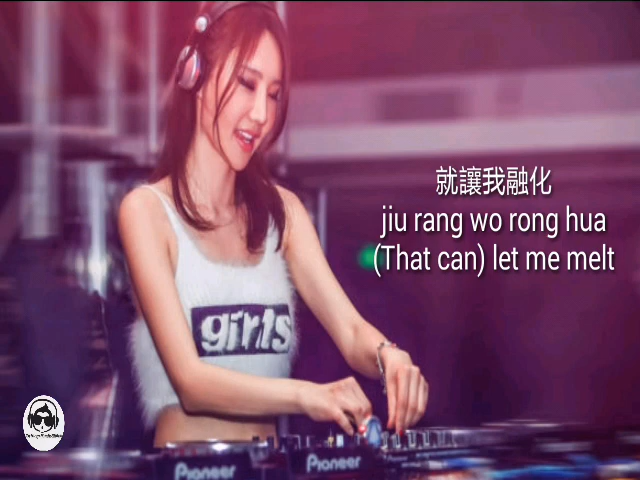 就讓我融化
jiu rang wo rong hua
(That can) let me melt
girls
Pioneer
Pioneer